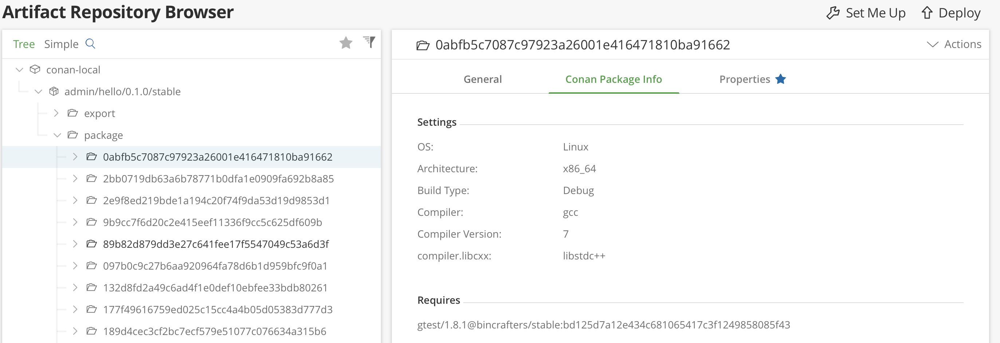 Artifact Repository Browser
Set Me Up
Deploy
Tree
Simple
conan-local
admin/hello/0.1.0/stable
export
package
0abfb5c7087c97923a26001e416471810ba91662
2bb0719db63a6b78771b0dfa1e0909fa692b8a85
2e9f8ed219bde1a194c20f74f9da53d19d9853d1
9b9cc7f6d20c2e415eef11336f9cc5c625df609b
89b82d879dd3e27c641fee17f5547049c53a6d3f
097b0c9c27b6aa920964fa78d6b1d959bfc9f0a1
132d8fd2a49c6ad4f1e0def10ebfee33bdb80261
177f49616759ed025c15cc4a4b05d05383d777d3
189d4cec3cf2bc7ecf579e51077c076634a315b6
0abfb5c7087c97923a26001e416471810ba91662
Actions
General
Conan Package Info
Properties
Settings
OS: Linux
Architecture: x86_64
Build Type: Debug
Compiler: gcc
Compiler Version: 7
compiler.libcxx: libstdc++
Requires
gtest/1.8.1@bincrafters/stable:bd125d7a12e434c681065417c3f1249858085f43